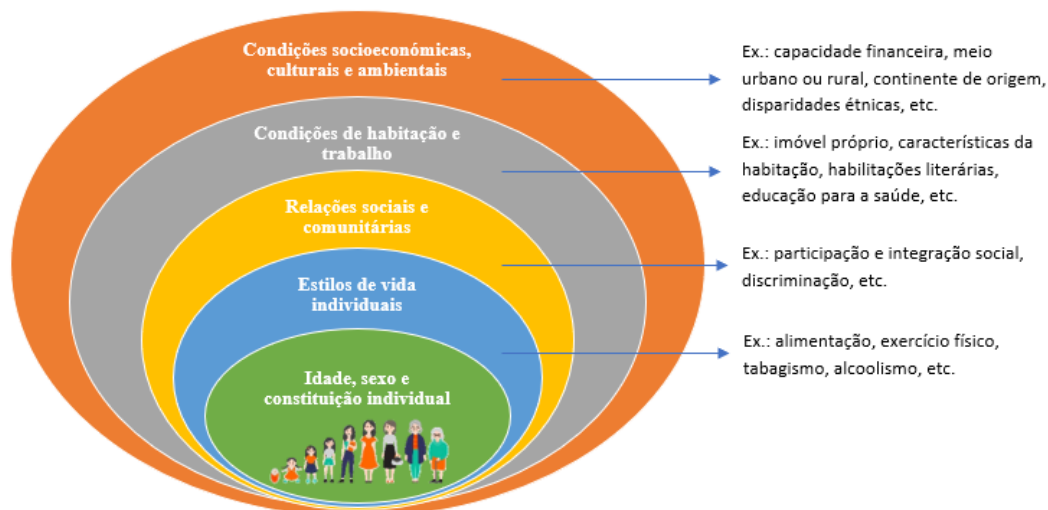 Condições socioeconómicas,
culturais e ambientais
Ex.: capacidade financeira, meio
urbano ou rural, continente de origem,
disparidades étnicas, etc.
Condições de habitação e
trabalho
Ex.: imóvel próprio, características da
habitação, habilitações literárias,
educação para a saúde, etc.
Relações sociais e
comunitárias
Ex.: participação e integração social,
discriminação, etc.
Estilos de vida
individuais
Ex.: alimentação, exercício físico,
tabagismo, alcoolismo, etc.
Idade, sexo e
constituição individual